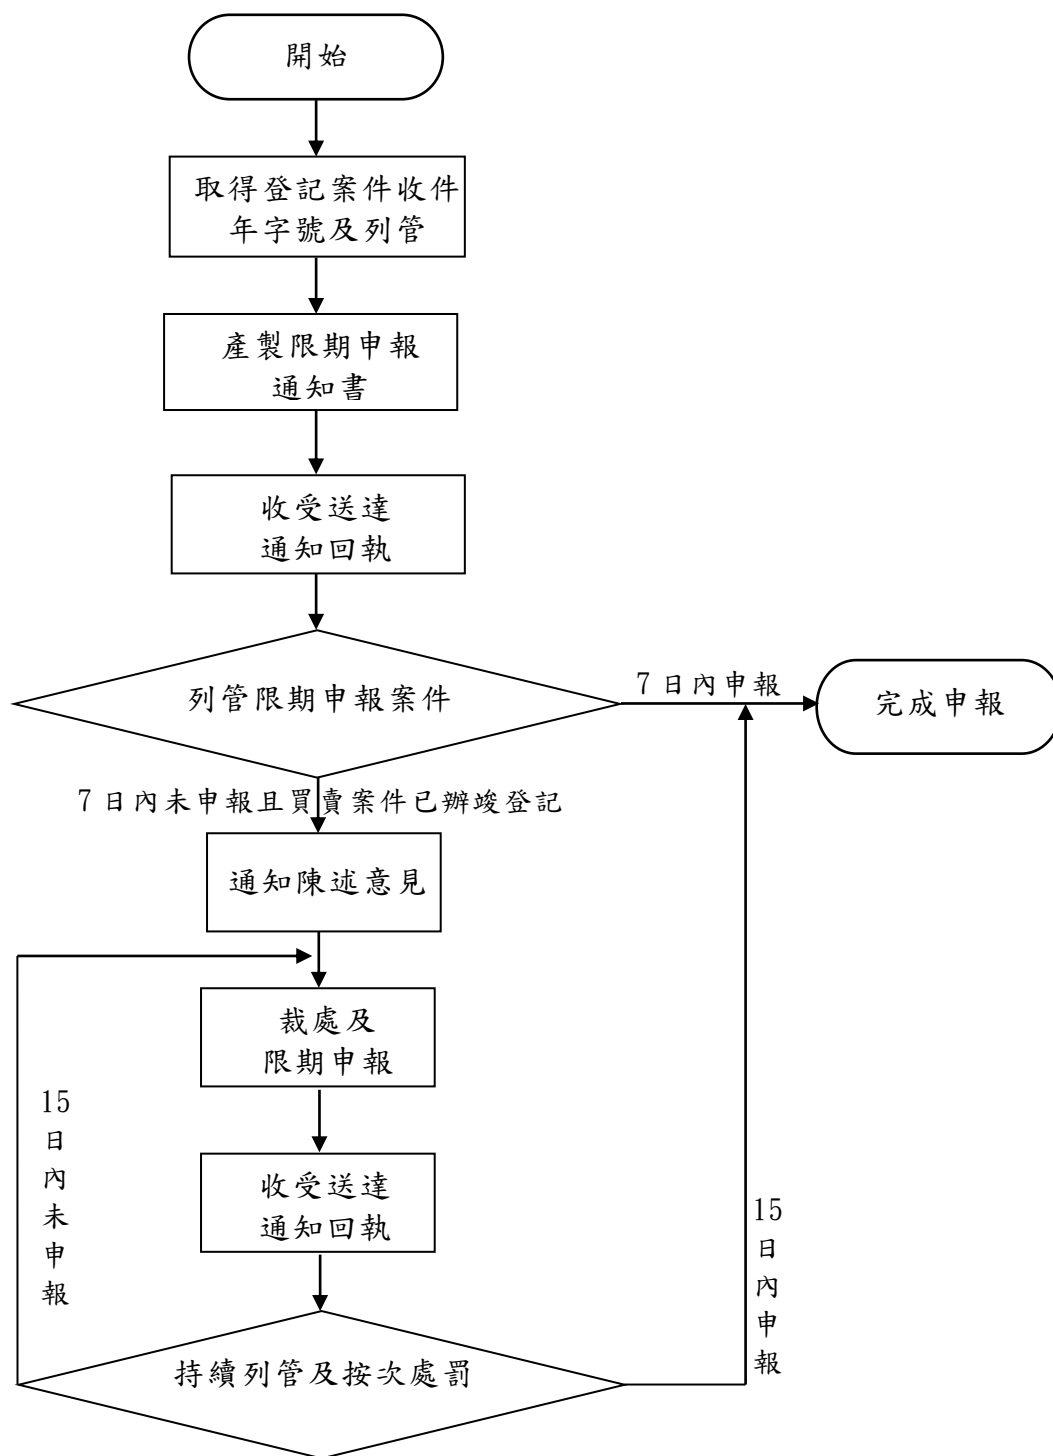 開始
取得登記案件收件
年字號及列管
產製限期申報
通知書
收受送達
通知回執
列管限期申報案件
7 日內申報
完成申報
7 日內未申報且買賣案件已辦竣登記
通知陳述意見
裁處及
限期申報
15
日
內
未
申
報
收受送達
通知回執
15
日
內
申
報
持續列管及按次處罰